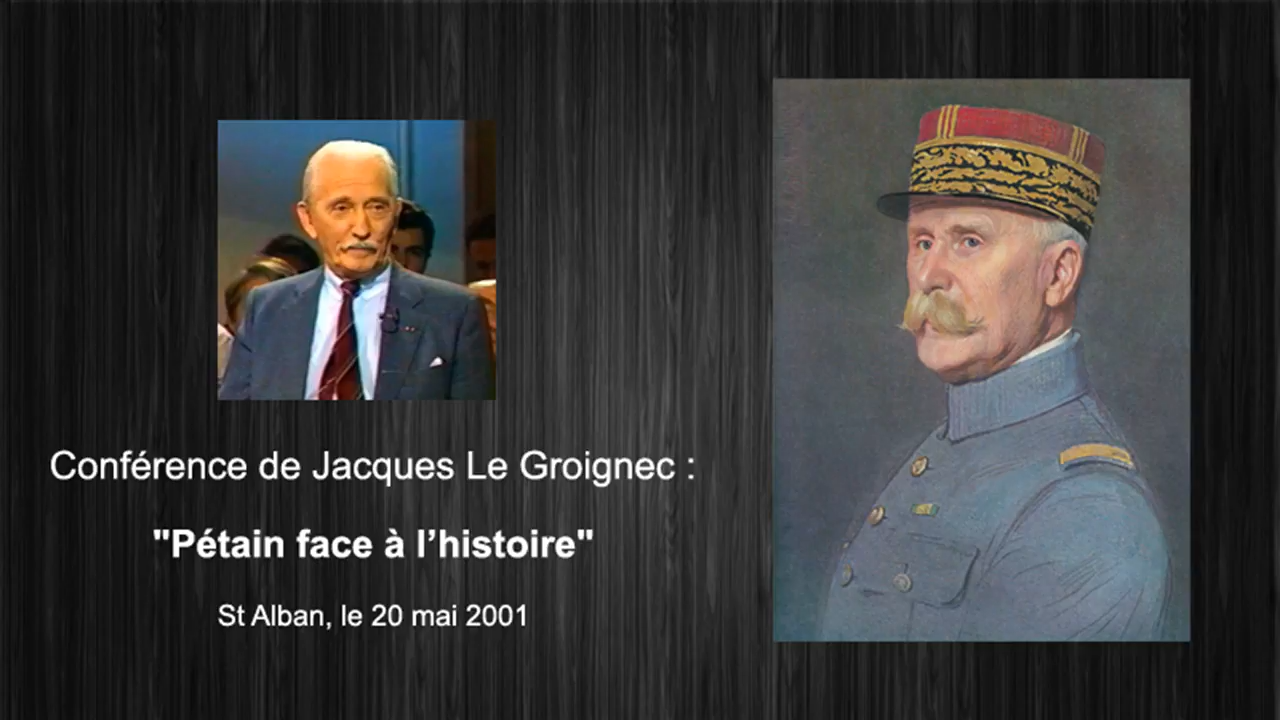 Conférence de Jacques Le Groignec :
"Pétain face à l’histoire"
St Alban, le 20 mai 2001